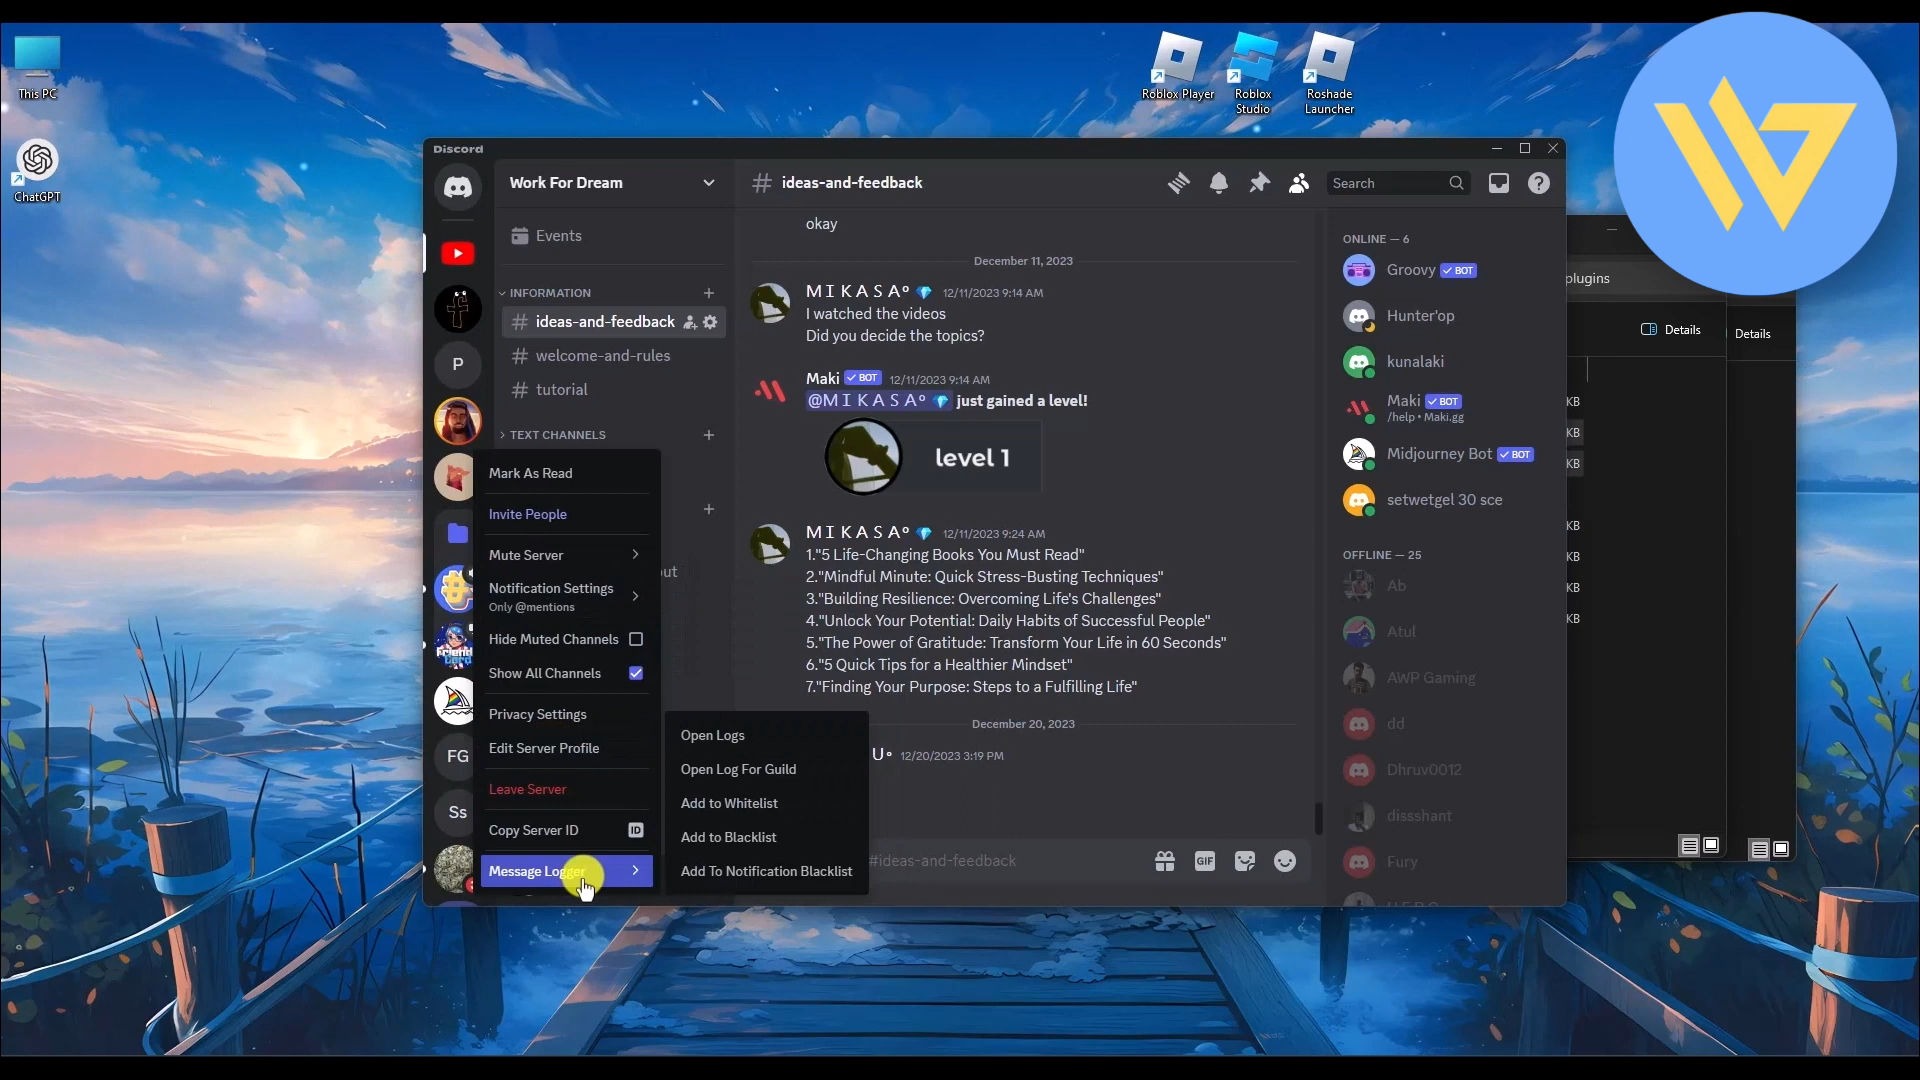 This PC
ChatGPT
Roblox Player
Roblox
Studio
Roshade
Launcher
Discord
Work For Dream
Events
INFORMATION
ideas-and-feedback
welcome-and-rules
tutorial
TEXT CHANNELS
P
FG
Ss
Mark As Read
Invite People
Mute Server
Notification Settings
Only @mentions
Hide Muted Channels
Show All Channels
Privacy Settings
Edit Server Profile
Leave Server
Copy Server ID
ID
Message Logger
Open Logs
Open Log For Guild
Add to Whitelist
Add to Blacklist
Add To Notification Blacklist
ideas-and-feedback
Search
okay
December 11, 2023
M I K A S A º 12/11/2023 9:14 AM
I watched the videos
Did you decide the topics?
Maki BOT 12/11/2023 9:14 AM
@M I K A S A º just gained a level!
level 1
M I K A S A º 12/11/2023 9:24 AM
1."5 Life-Changing Books You Must Read"
2."Mindful Minute: Quick Stress-Busting Techniques"
3."Building Resilience: Overcoming Life's Challenges"
4."Unlock Your Potential: Daily Habits of Successful People"
5."The Power of Gratitude: Transform Your Life in 60 Seconds"
6."5 Quick Tips for a Healthier Mindset"
7."Finding Your Purpose: Steps to a Fulfilling Life"
December 20, 2023
U 12/20/2023 3:19 PM
#ideas-and-feedback
GIF
ONLINE — 6
Groovy BOT
Hunter'op
kunalaki
Maki BOT
/help • Maki.gg
Midjourney Bot BOT
setwetgel 30 sce
OFFLINE — 25
Ab
Atul
AWP Gaming
dd
Dhruv0012
dissshant
Fury
plugins
Details
Details
KB
KB
KB
KB
KB
KB
KB